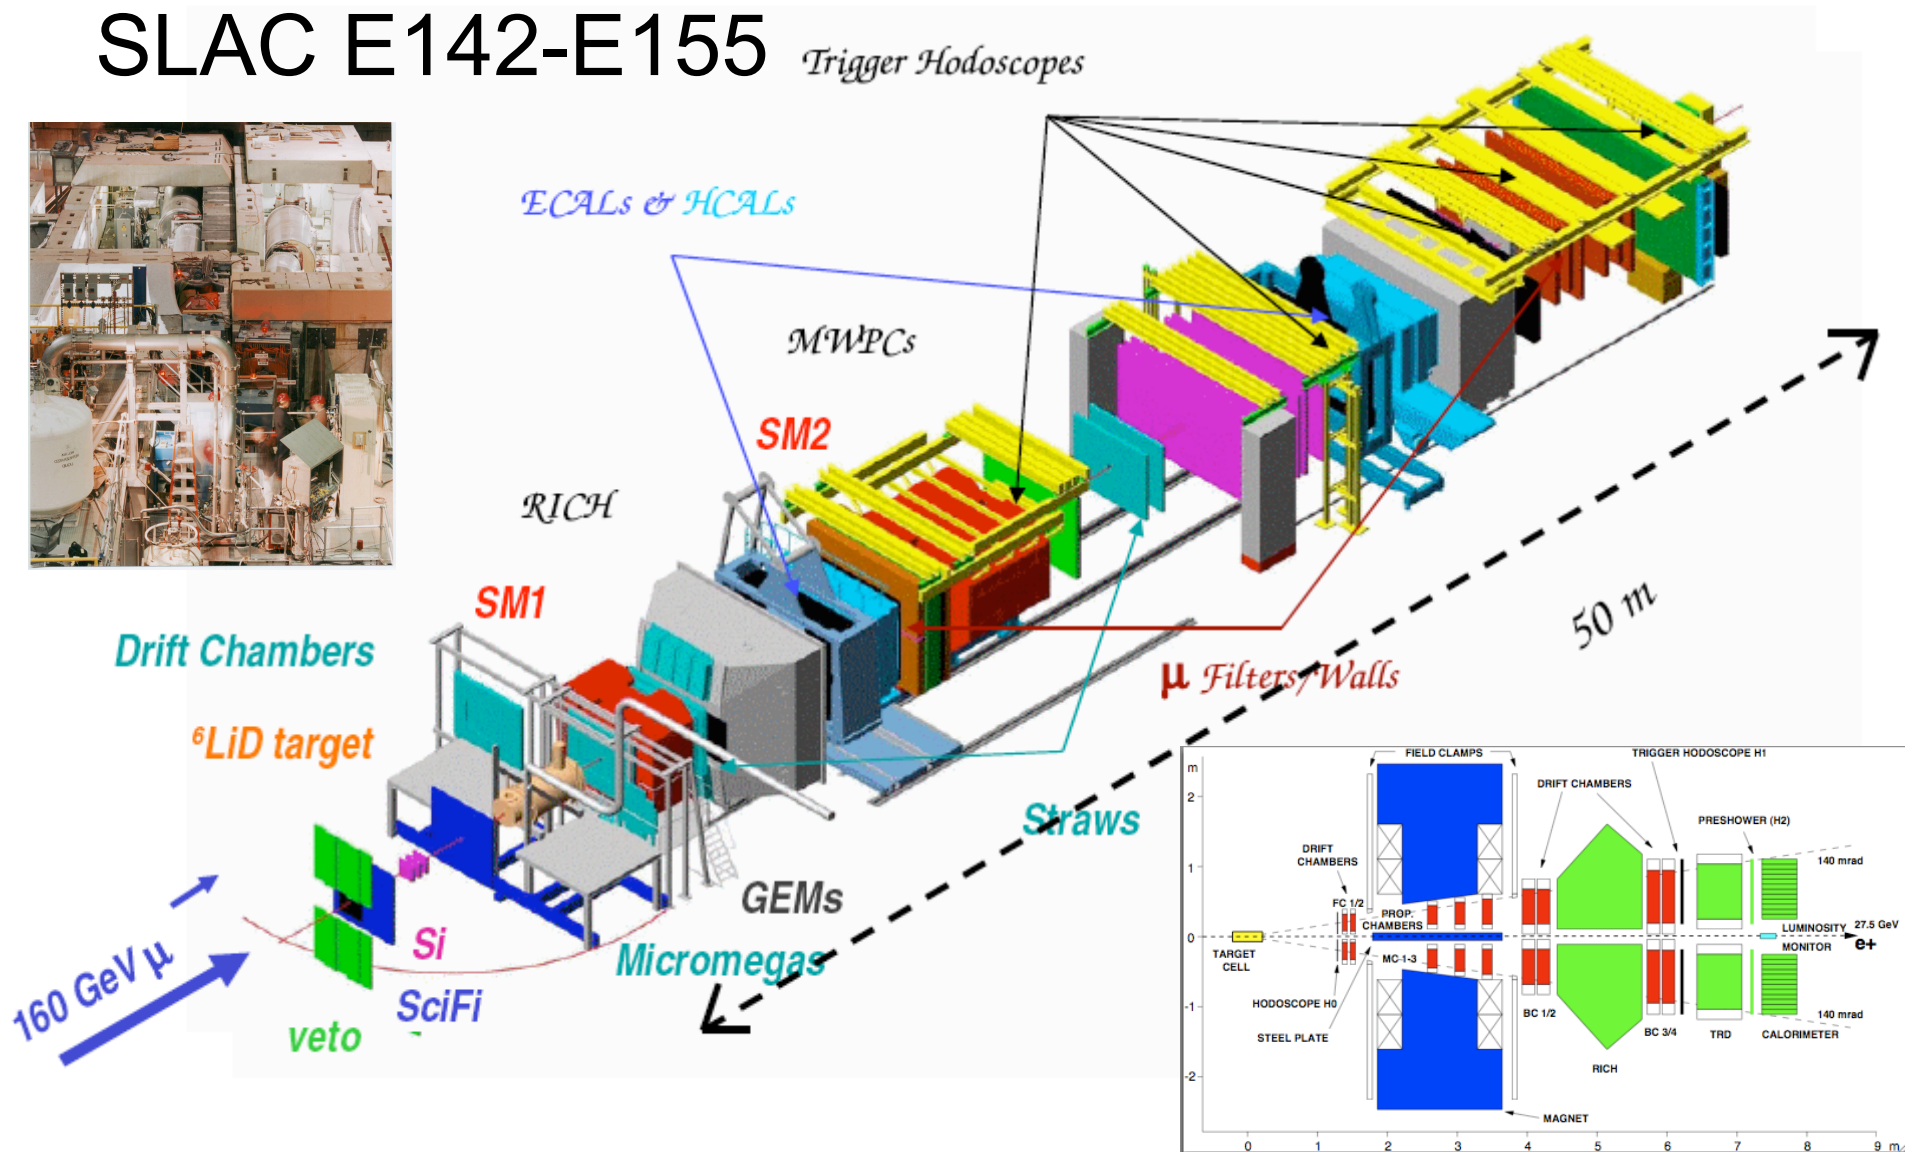 SLAC E142-E155
Trigger Hodoscopes
ECALs & HCALs
MWPCs
SM2
RICH
SM1
Drift Chambers
⁶LiD target
50 m
μ Filters/Walls
Straws
GEMs
Micromegas
Si
SciFi
veto
160 GeV μ
FIELD CLAMPS
TRIGGER HODOSCOPE H1
m
2
1
0
-1
-2
DRIFT CHAMBERS
PRESHOWER (H2)
DRIFT
CHAMBERS
140 mrad
FC 1/2
PROP.
CHAMBERS
TARGET
CELL
MC-1-3
LUMINOSITY
MONITOR
27.5 GeV
e+
HODOSCOPE H0
STEEL PLATE
BC 1/2
BC 3/4
TRD
CALORIMETER
140 mrad
RICH
MAGNET
0 1 2 3 4 5 6 7 8 9 m